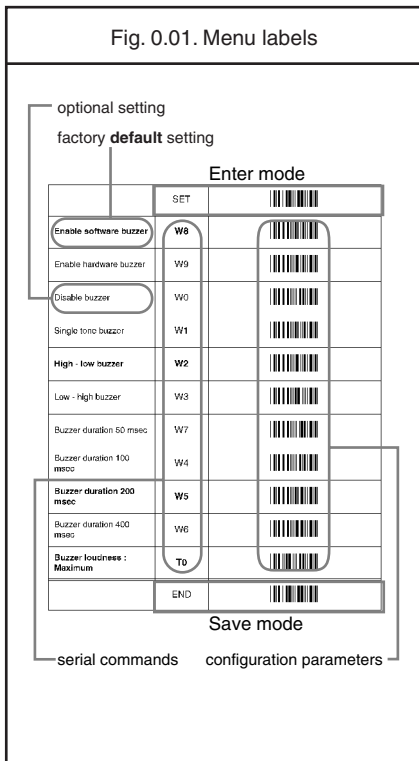 Fig. 0.01. Menu labels
optional setting
factory default setting
Enter mode
SET
Enable software buzzer W8
Enable hardware buzzer W9
Disable buzzer W0
Single tone buzzer W1
High - low buzzer W2
Low - high buzzer W3
Buzzer duration 50 msec W7
Buzzer duration 100
msec W4
Buzzer duration 200
msec W5
Buzzer duration 400
msec W6
Buzzer loudness :
Maximum T0
END
Save mode
serial commands configuration parameters